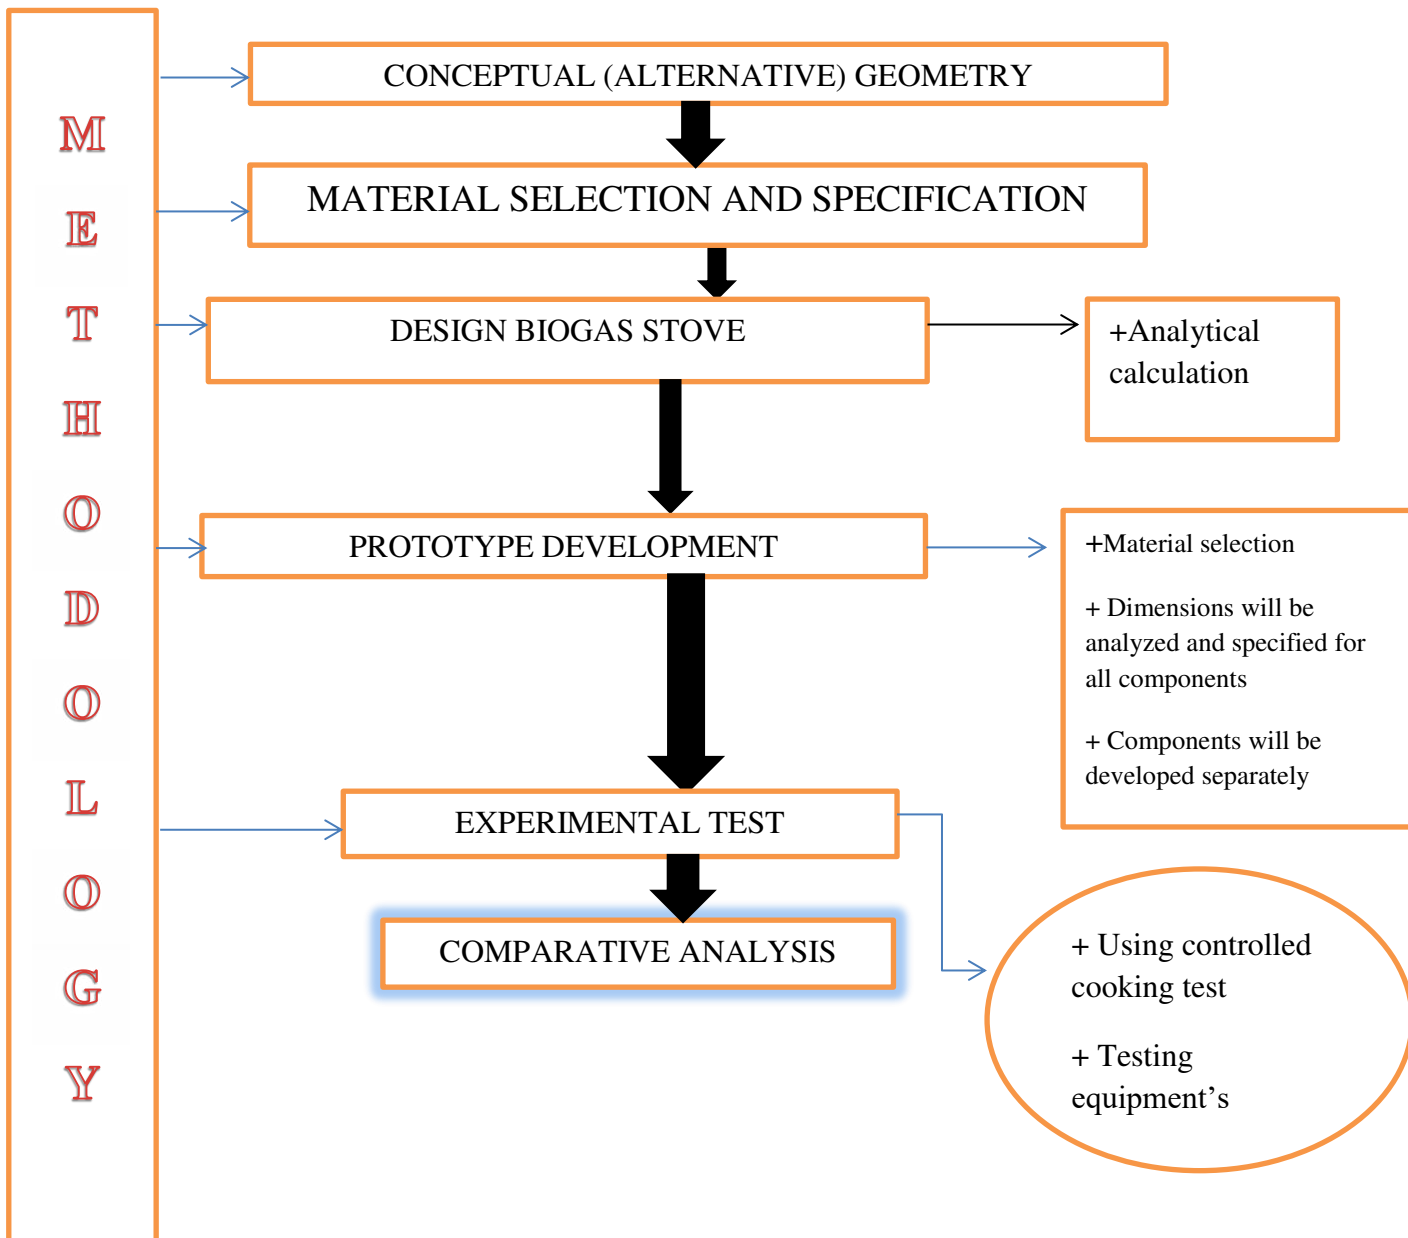 METHODOLOGY
CONCEPTUAL (ALTERNATIVE) GEOMETRY
MATERIAL SELECTION AND SPECIFICATION
DESIGN BIOGAS STOVE
+Analytical
calculation
PROTOTYPE DEVELOPMENT
+Material selection
+ Dimensions will be
analyzed and specified for
all components
+ Components will be
developed separately
EXPERIMENTAL TEST
+ Using controlled
cooking test
+ Testing
equipment’s
COMPARATIVE ANALYSIS